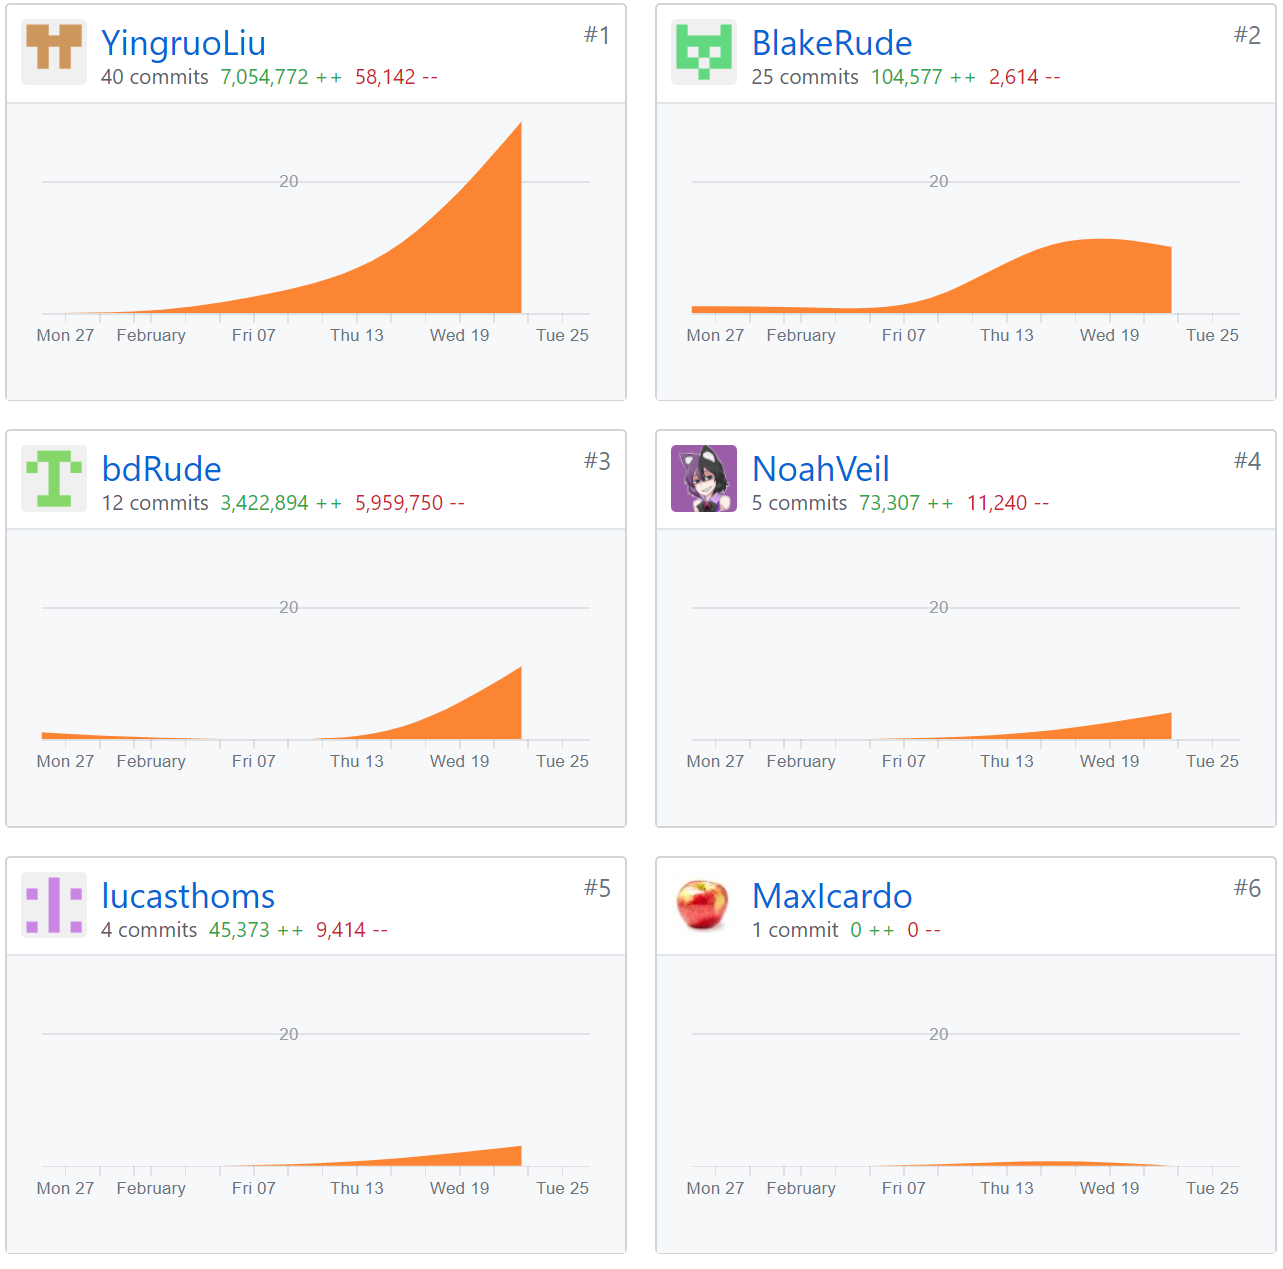 YingruoLiu #1
40 commits 7,054,772 ++ 58,142 --
20
Mon 27 February Fri 07 Thu 13 Wed 19 Tue 25
BlakeRude #2
25 commits 104,577 ++ 2,614 --
20
Mon 27 February Fri 07 Thu 13 Wed 19 Tue 25
bdRude #3
12 commits 3,422,894 ++ 5,959,750 --
20
Mon 27 February Fri 07 Thu 13 Wed 19 Tue 25
NoahVeil #4
5 commits 73,307 ++ 11,240 --
20
Mon 27 February Fri 07 Thu 13 Wed 19 Tue 25
lucasthoms #5
4 commits 45,373 ++ 9,414 --
20
Mon 27 February Fri 07 Thu 13 Wed 19 Tue 25
MaxIcardo #6
1 commit 0 ++ 0 --
20
Mon 27 February Fri 07 Thu 13 Wed 19 Tue 25